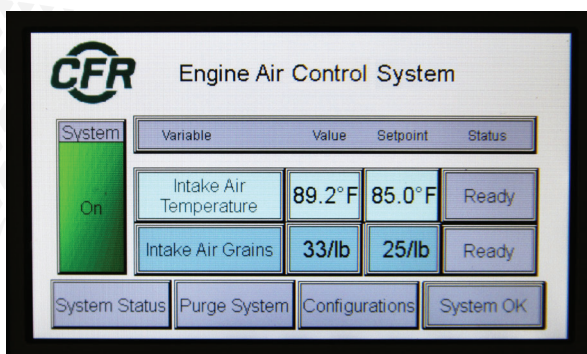 CFR
Engine Air Control System
System
Variable Value Setpoint Status
On
Intake Air
Temperature
89.2°F 85.0°F Ready
Intake Air Grains 33/lb 25/lb Ready
System Status Purge System Configurations System OK